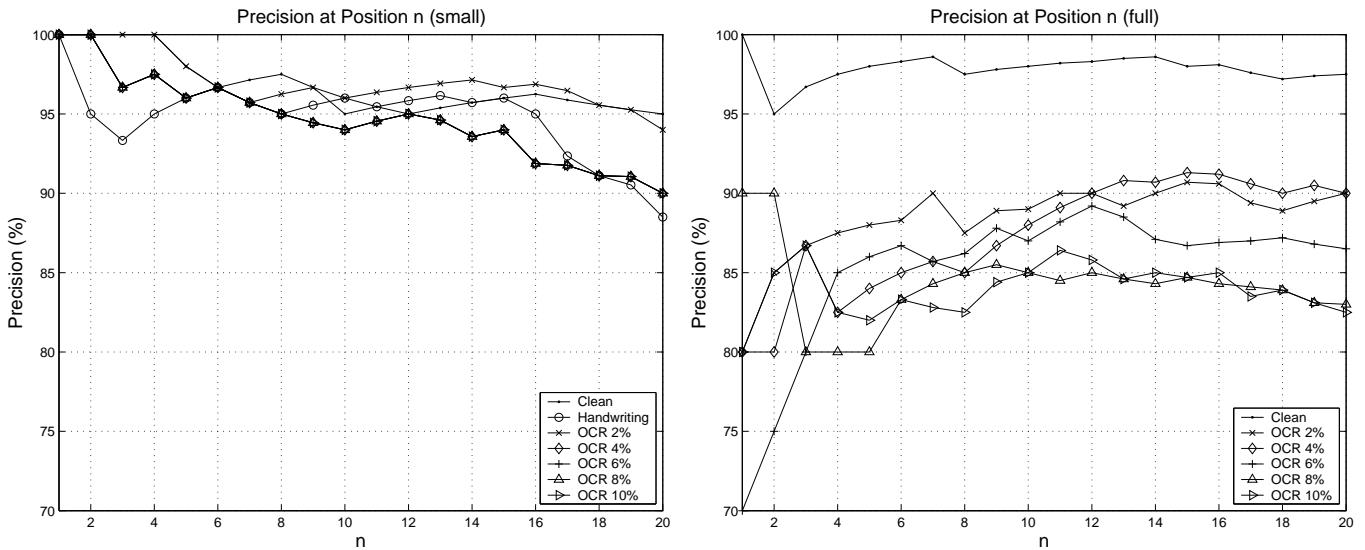 Precision at Position n (small)
Precision (%)
100
95
90
85
80
75
70
2 4 6 8 10 12 14 16 18 20
n
Clean
Handwriting
OCR 2%
OCR 4%
OCR 6%
OCR 8%
OCR 10%
Precision at Position n (full)
Precision (%)
100
95
90
85
80
75
70
2 4 6 8 10 12 14 16 18 20
n
Clean
OCR 2%
OCR 4%
OCR 6%
OCR 8%
OCR 10%